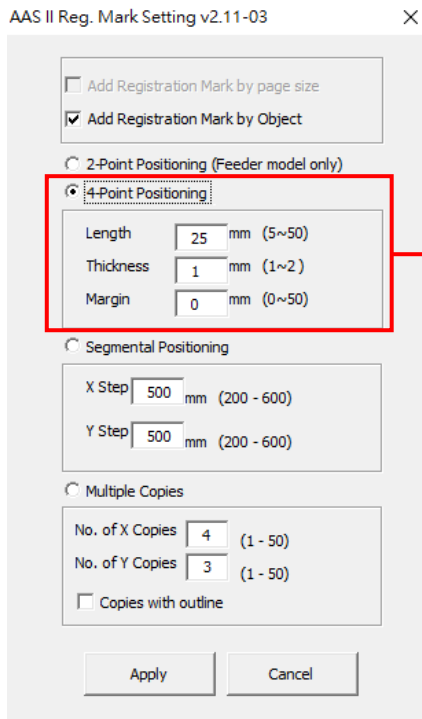 AAS II Reg. Mark Setting v2.11-03
Add Registration Mark by page size
Add Registration Mark by Object
2-Point Positioning (Feeder model only)
4-Point Positioning
Length 25 mm (5~50)
Thickness 1 mm (1~2 )
Margin 0 mm (0~50)
Segmental Positioning
X Step 500 mm (200 - 600)
Y Step 500 mm (200 - 600)
Multiple Copies
No. of X Copies 4 (1 - 50)
No. of Y Copies 3 (1 - 50)
Copies with outline
Apply Cancel